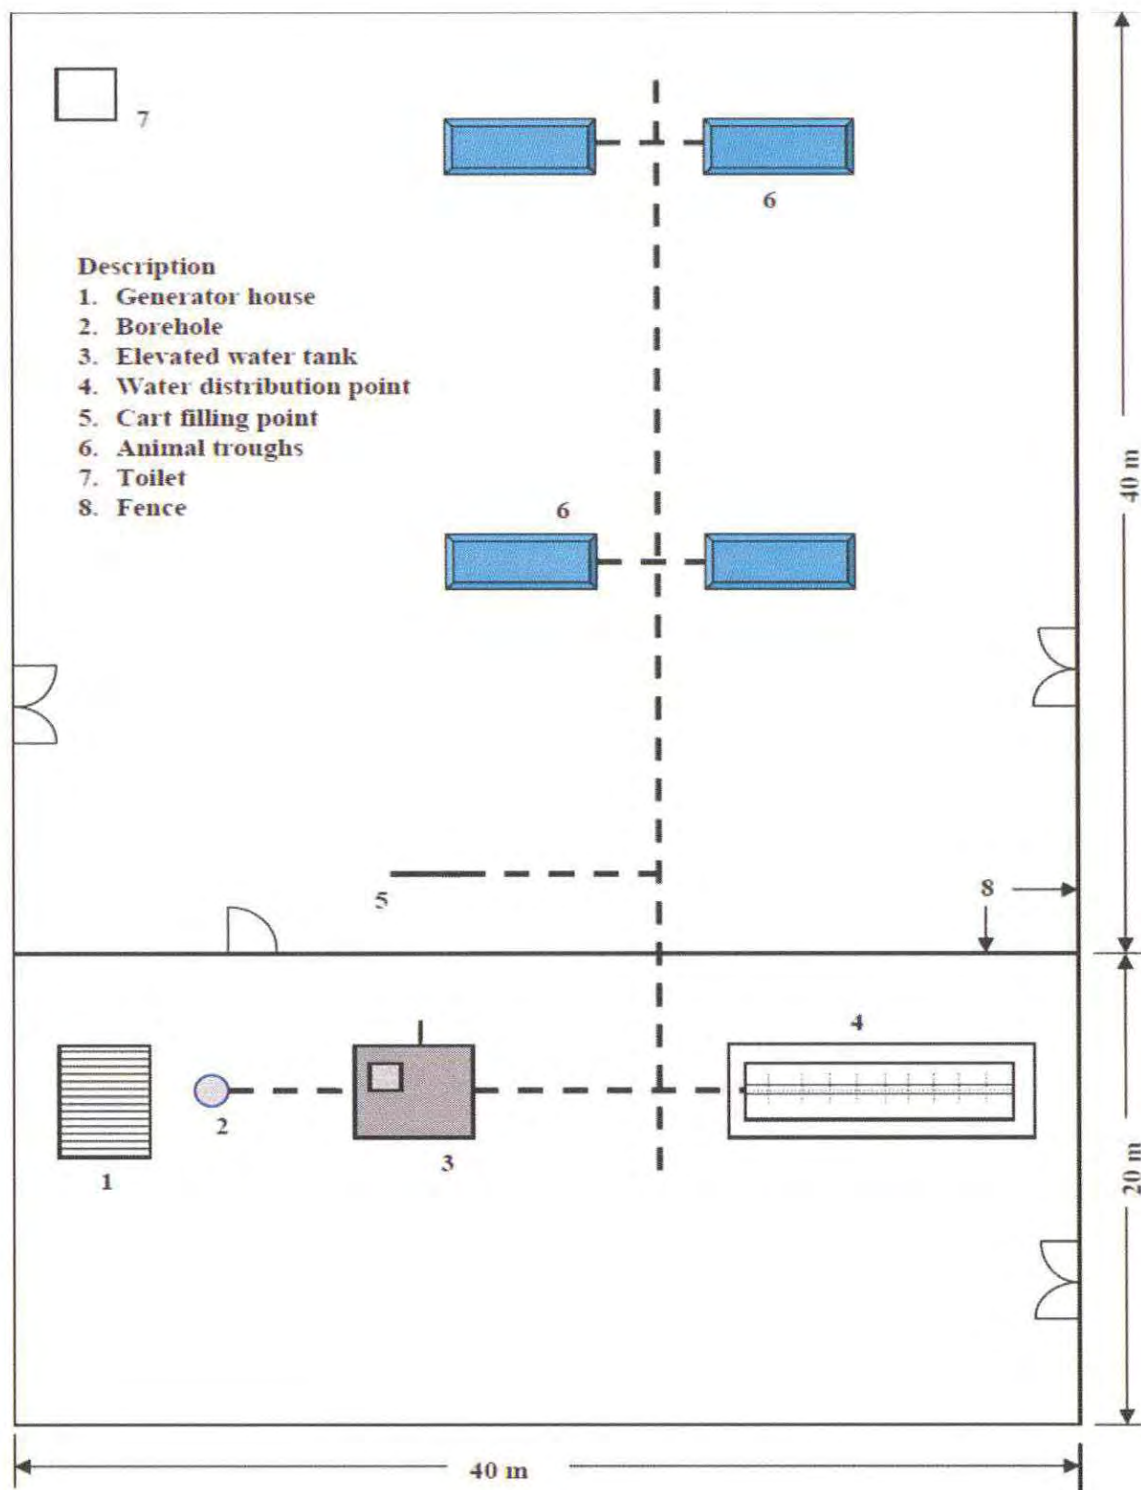 7
6
Description
1. Generator house
2. Borehole
3. Elevated water tank
4. Water distribution point
5. Cart filling point
6. Animal troughs
7. Toilet
8. Fence
40 m
6
5
8
4
2
3
1
20 m
40 m